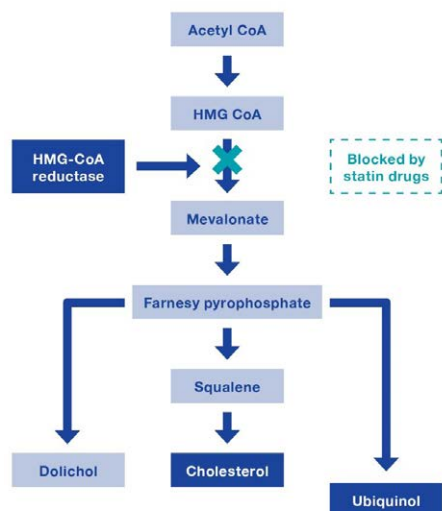 Acetyl CoA
HMG CoA
HMG-CoA
reductase
Blocked by
statin drugs
Mevalonate
Farnesy pyrophosphate
Squalene
Dolichol
Cholesterol
Ubiquinol